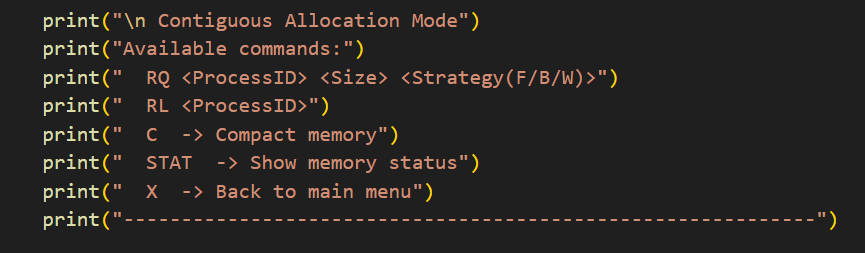 print("\n Contiguous Allocation Mode")
print("Available commands:")
print("  RQ <ProcessID> <Size> <Strategy(F/B/W)>")
print("  RL <ProcessID>")
print("  C  -> Compact memory")
print("  STAT  -> Show memory status")
print("  X  -> Back to main menu")
print("------------------------------------------------------------")